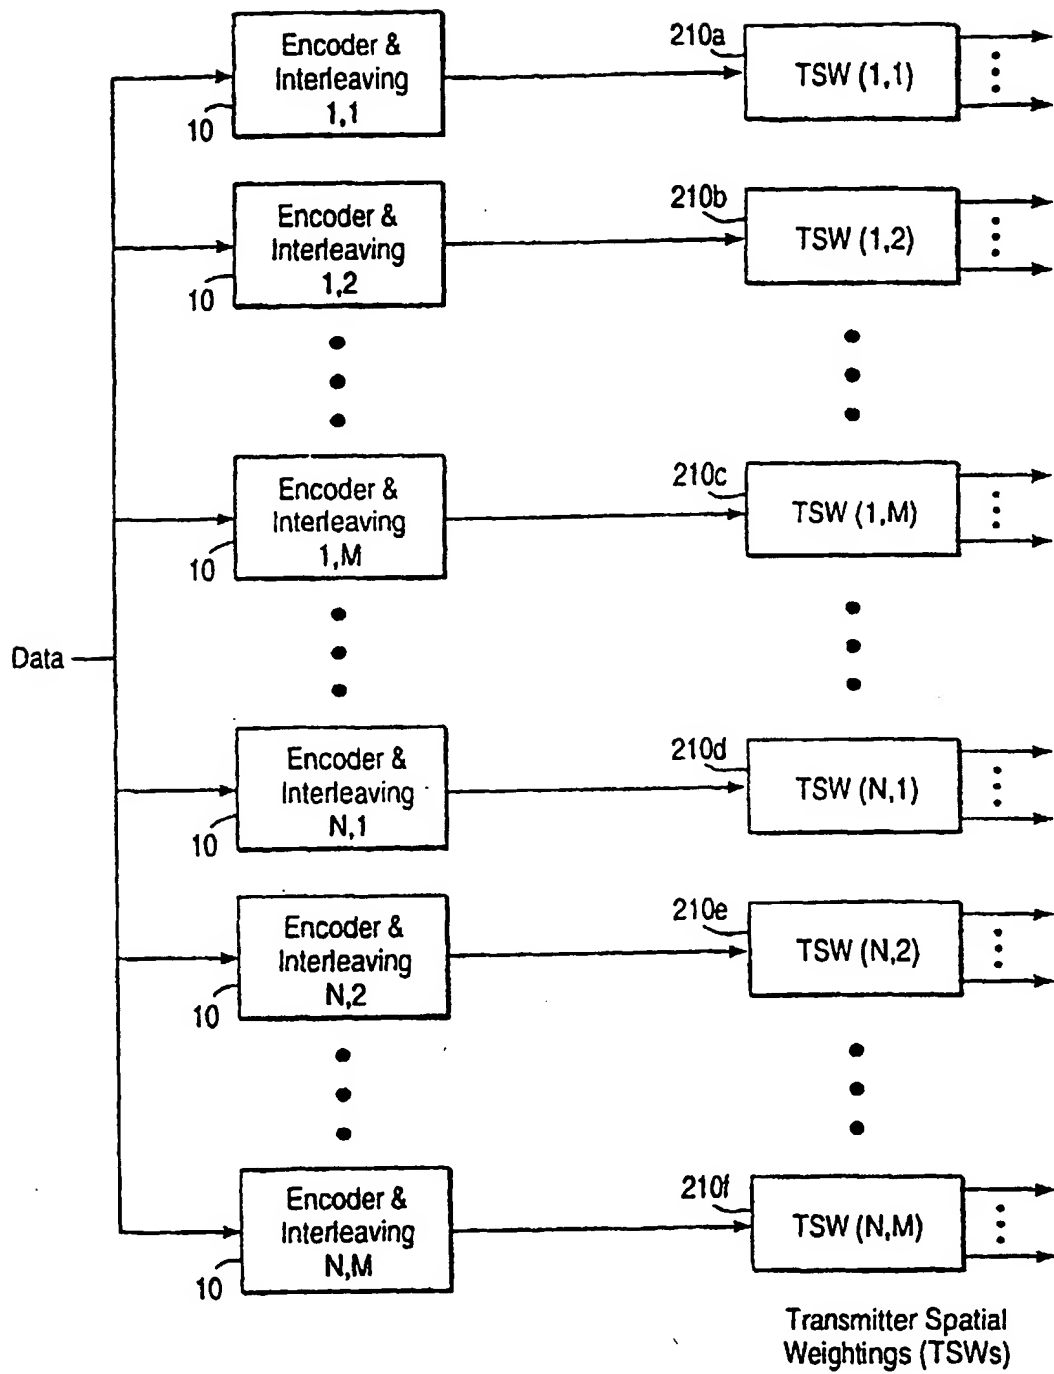 Encoder &
Interleaving
1,1
10
210a
TSW (1,1)
Encoder &
Interleaving
1,2
10
210b
TSW (1,2)
Encoder &
Interleaving
1,M
10
210c
TSW (1,M)
Data
Encoder &
Interleaving
N,1
10
210d
TSW (N,1)
Encoder &
Interleaving
N,2
10
210e
TSW (N,2)
Encoder &
Interleaving
N,M
10
210f
TSW (N,M)
Transmitter Spatial
Weightings (TSWs)